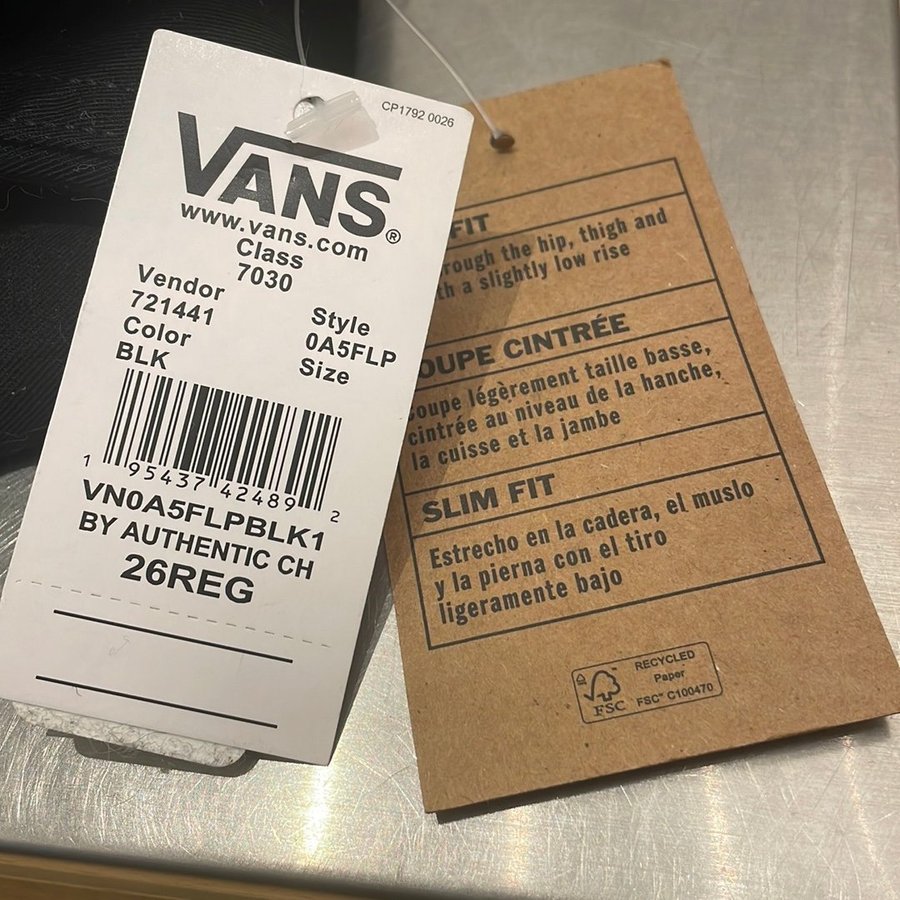 CP1792 0026
VANS®
www.vans.com
Class
7030
Vendor
721441
Color
BLK
Style
0A5FLP
Size
1 95437 42489 2
VN0A5FLPBLK1
BY AUTHENTIC CH
26REG
FIT
rough the hip, thigh and
th a slightly low rise
OUPE CINTRÉE
coupe légèrement taille basse,
cintrée au niveau de la hanche,
la cuisse et la jambe
SLIM FIT
Estrecho en la cadera, el muslo
y la pierna con el tiro
ligeramente bajo
FSC
RECYCLED
Paper
FSC™ C100470